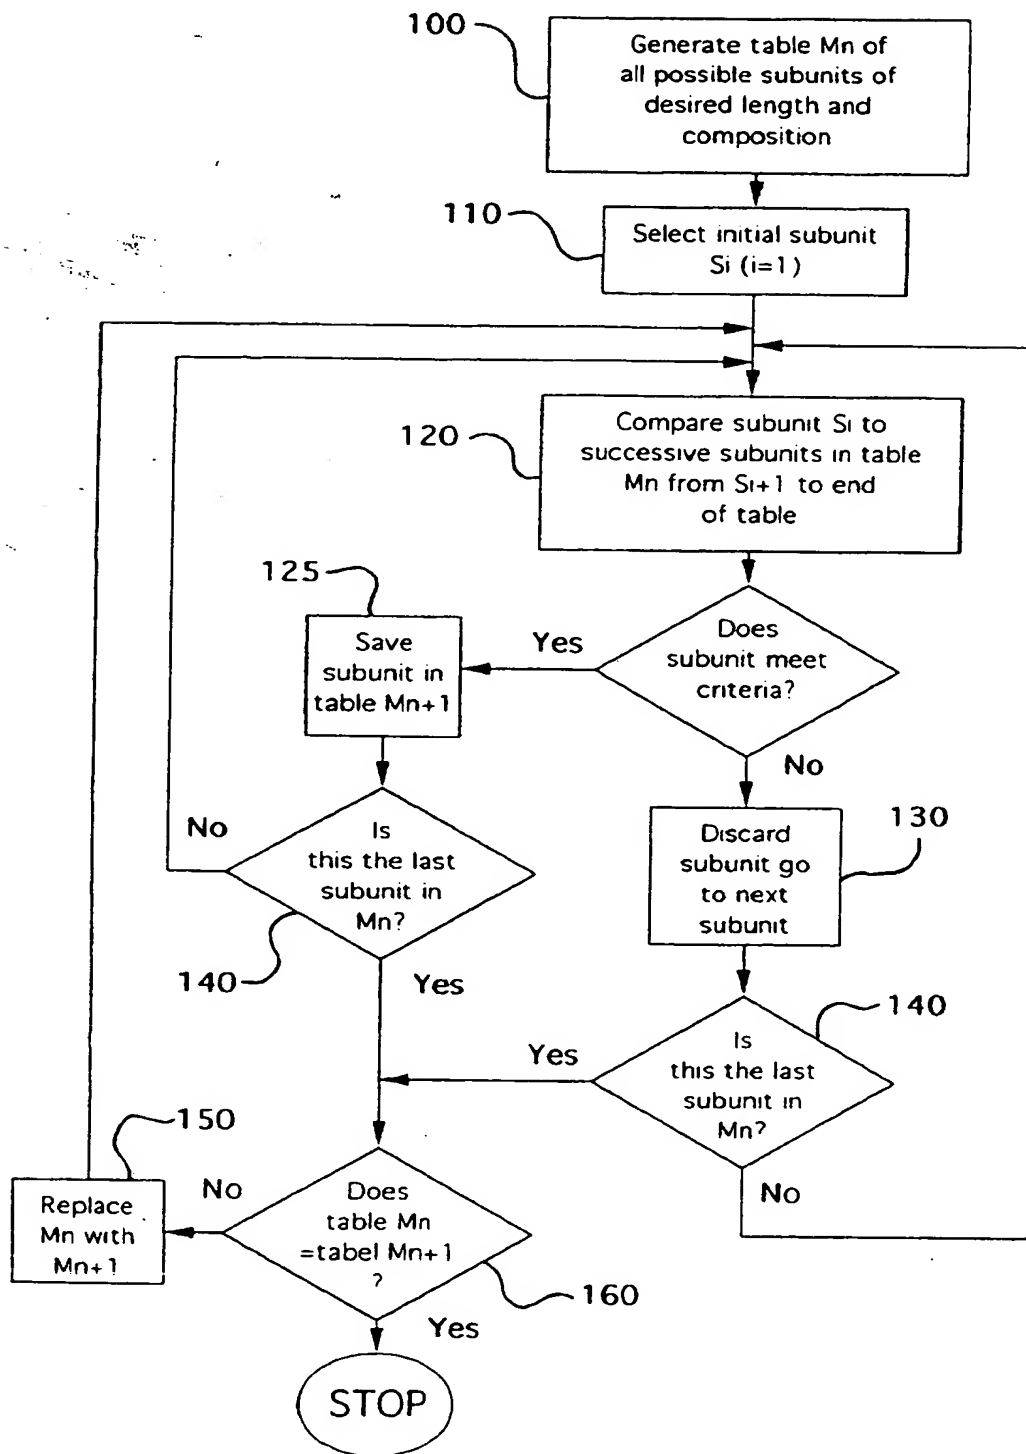 100
Generate table Mn of
all possible subunits of
desired length and
composition
110
Select initial subunit
Si (i=1)
120
Compare subunit Si to
successive subunits in table
Mn from Si+1 to end
of table
125
Save
subunit in
table Mn+1
Yes
Does
subunit meet
criteria?
No
No
Is
this the last
subunit in
Mn?
140
Yes
Discard
subunit go
to next
subunit
130
140
Yes
Is
this the last
subunit in
Mn?
No
150
Replace
Mn with
Mn+1
No
Does
table Mn
=tabel Mn+1
?
160
Yes
STOP